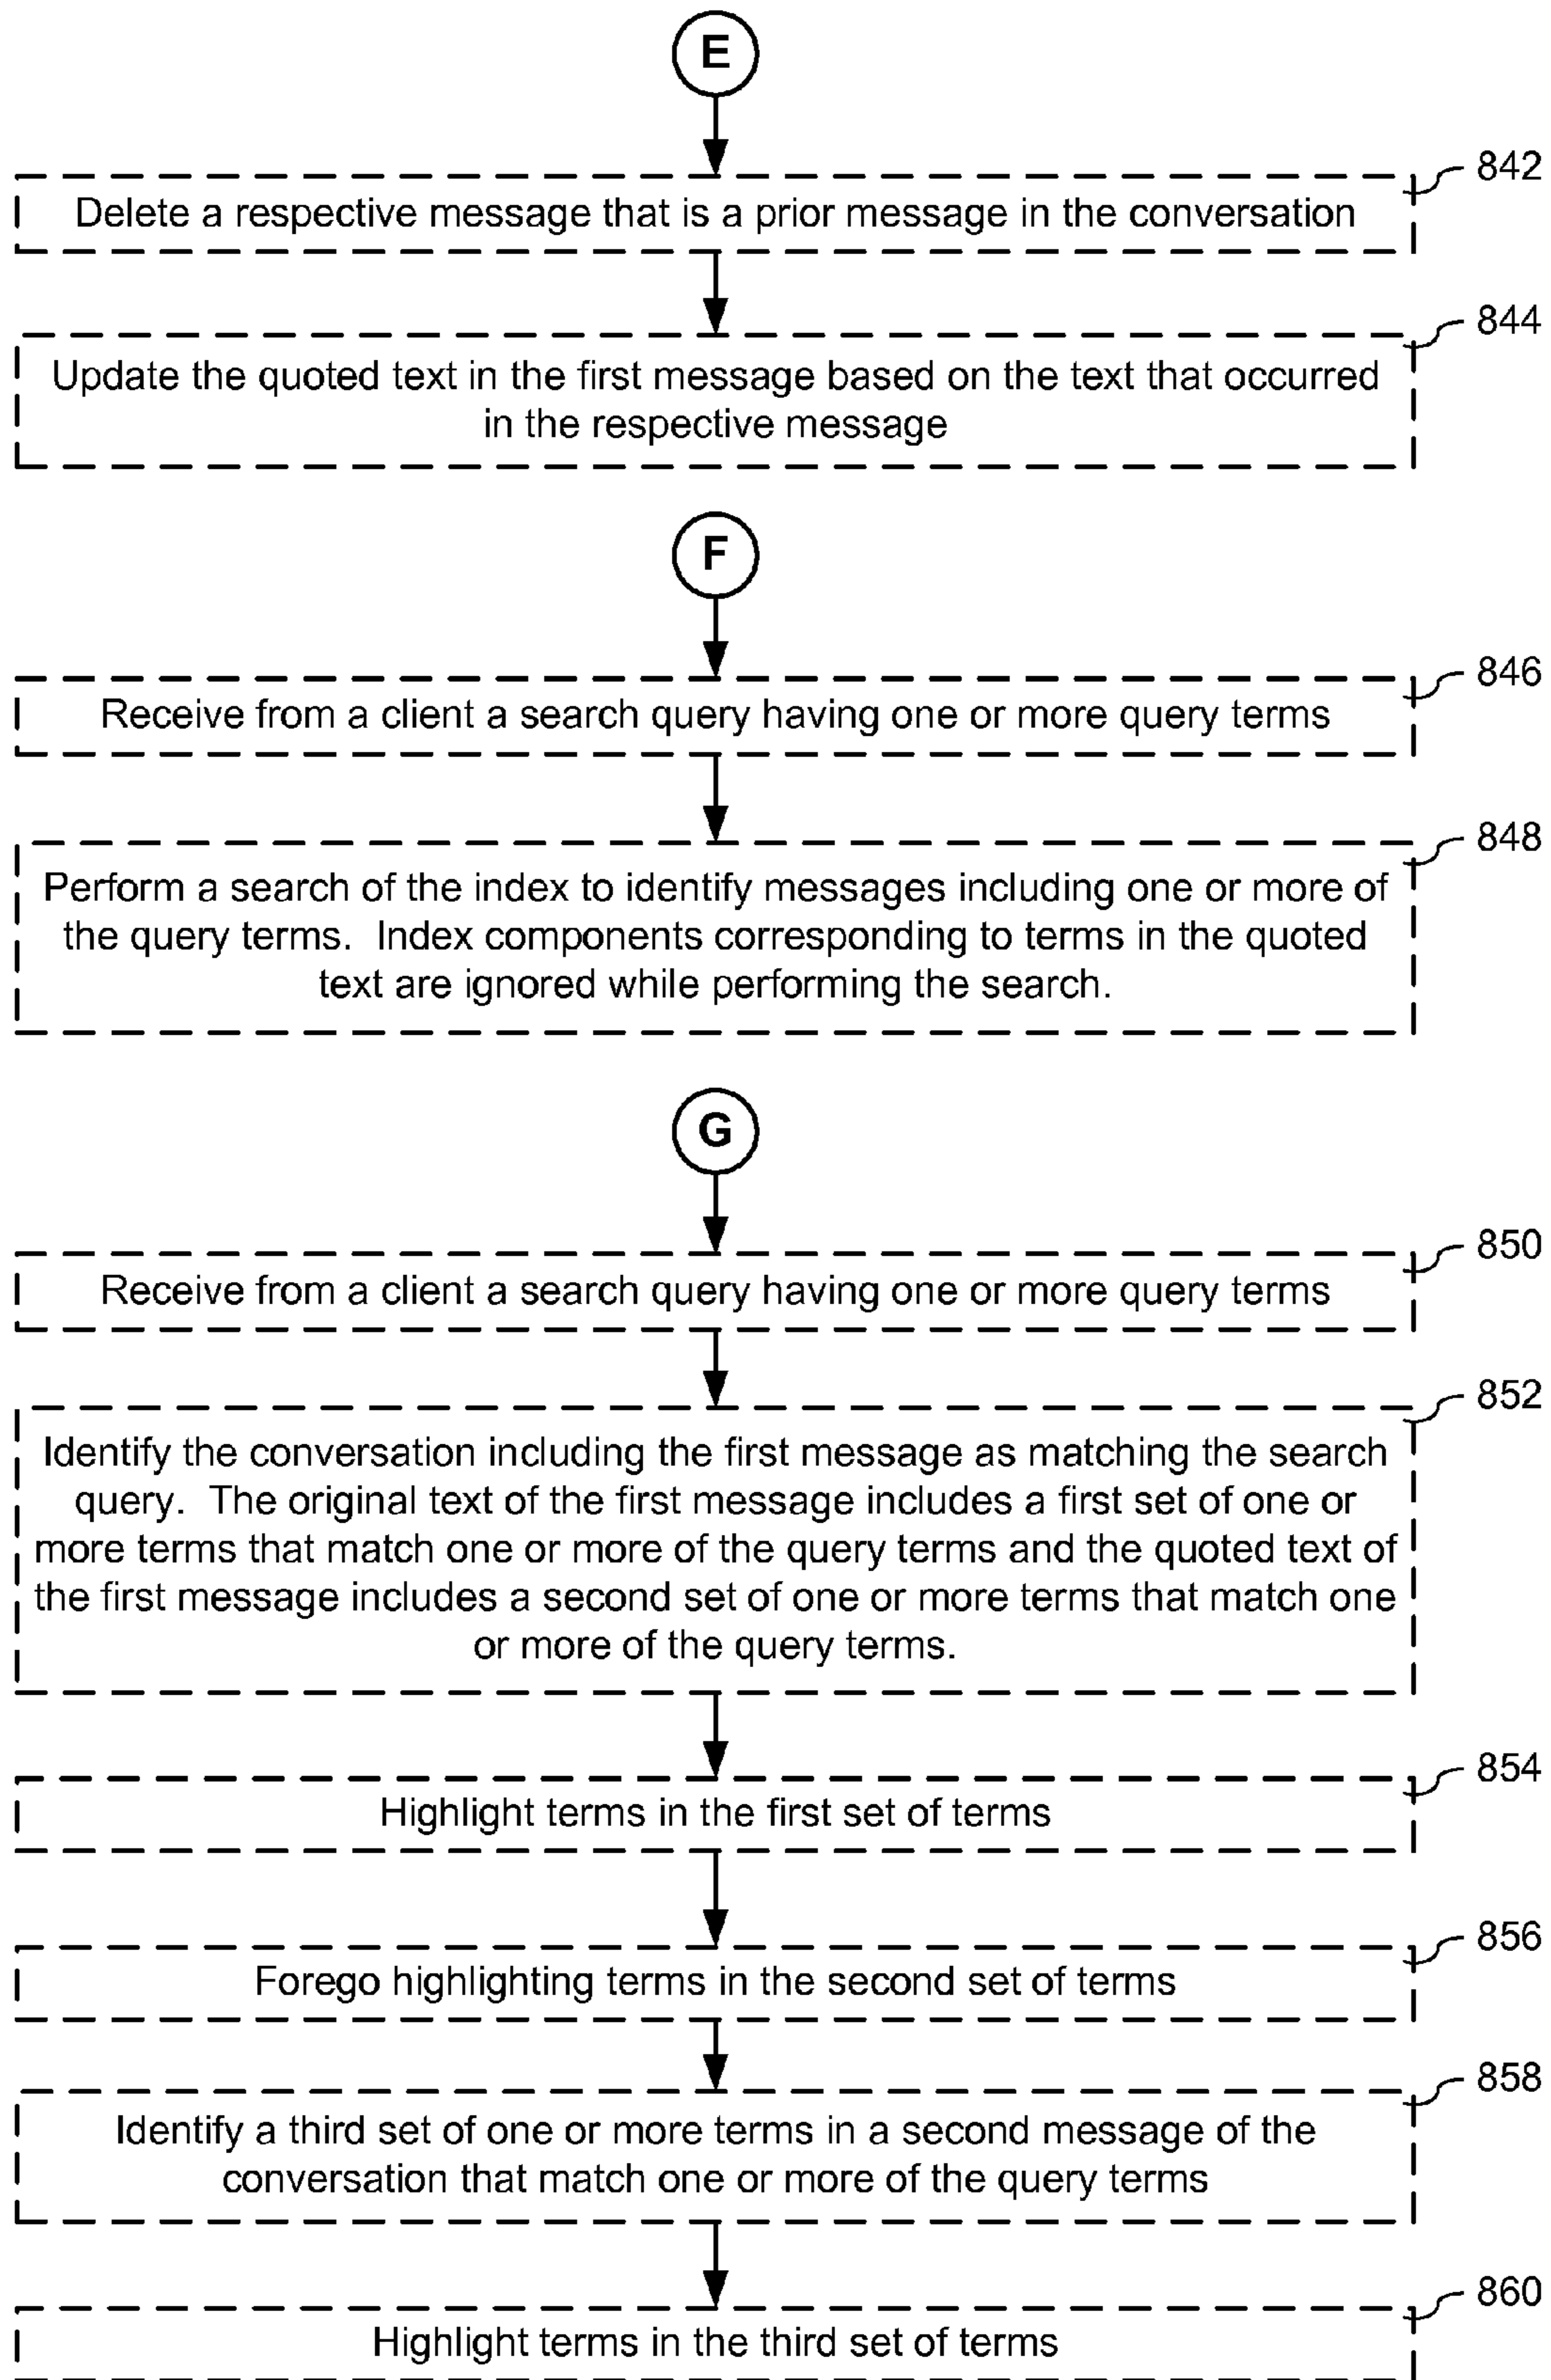 E
842
Delete a respective message that is a prior message in the conversation
844
Update the quoted text in the first message based on the text that occurred
in the respective message
F
846
Receive from a client a search query having one or more query terms
848
Perform a search of the index to identify messages including one or more of
the query terms.  Index components corresponding to terms in the quoted
text are ignored while performing the search.
G
850
Receive from a client a search query having one or more query terms
852
Identify the conversation including the first message as matching the search
query.  The original text of the first message includes a first set of one or
more terms that match one or more of the query terms and the quoted text of
the first message includes a second set of one or more terms that match one
or more of the query terms.
854
Highlight terms in the first set of terms
856
Forego highlighting terms in the second set of terms
858
Identify a third set of one or more terms in a second message of the
conversation that match one or more of the query terms
860
Highlight terms in the third set of terms